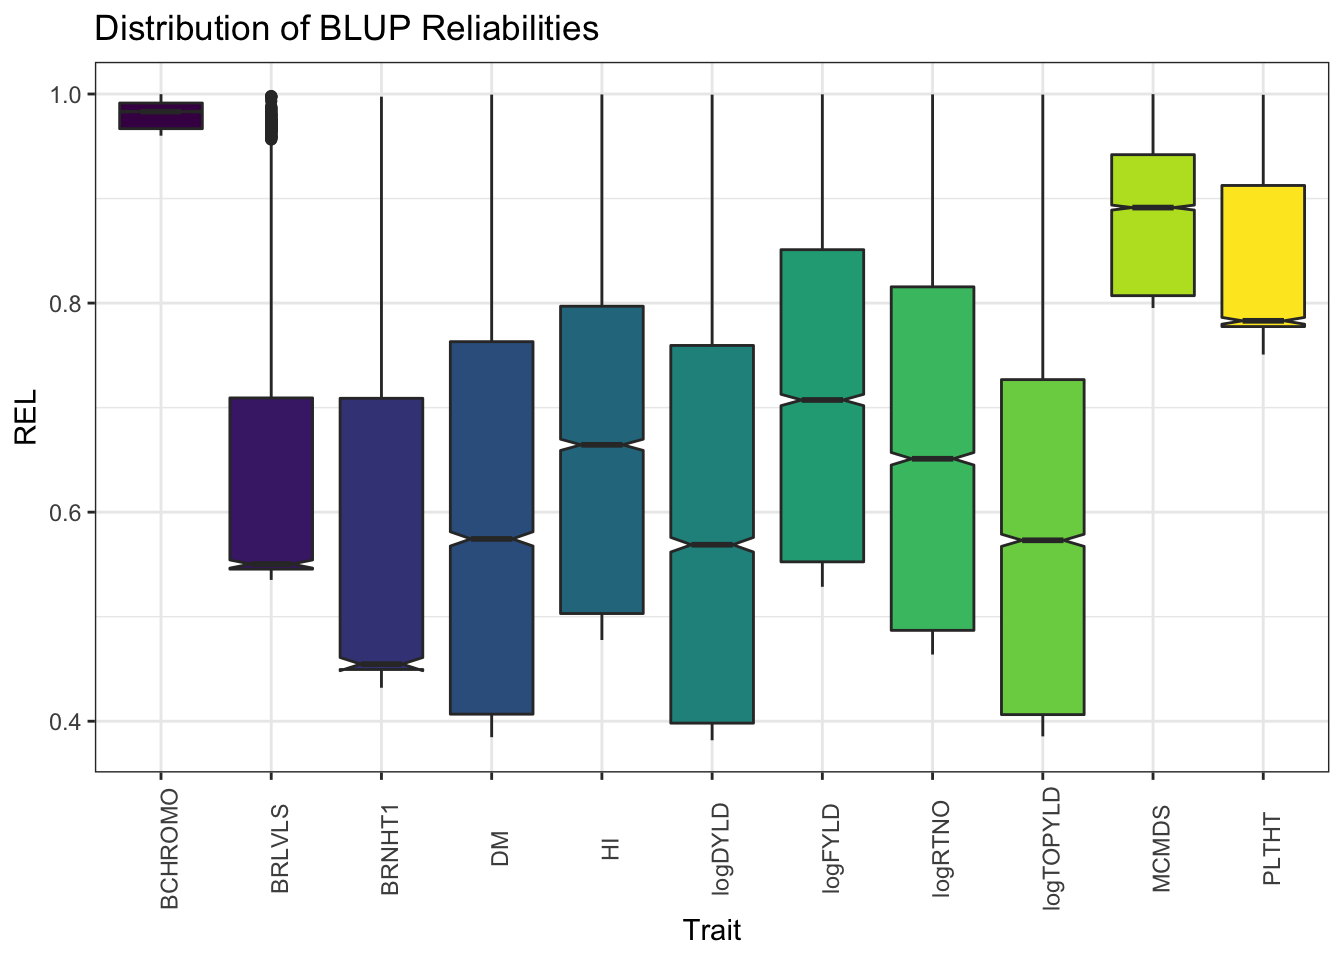 Distribution of BLUP Reliabilities
1.0
0.8
0.6
0.4
REL
BCHROMO
BRLVLS
BRNHT1
DM
HI
logDYLD
logFYLD
logRTNO
logTOPYLD
MCMDS
PLTHT
Trait